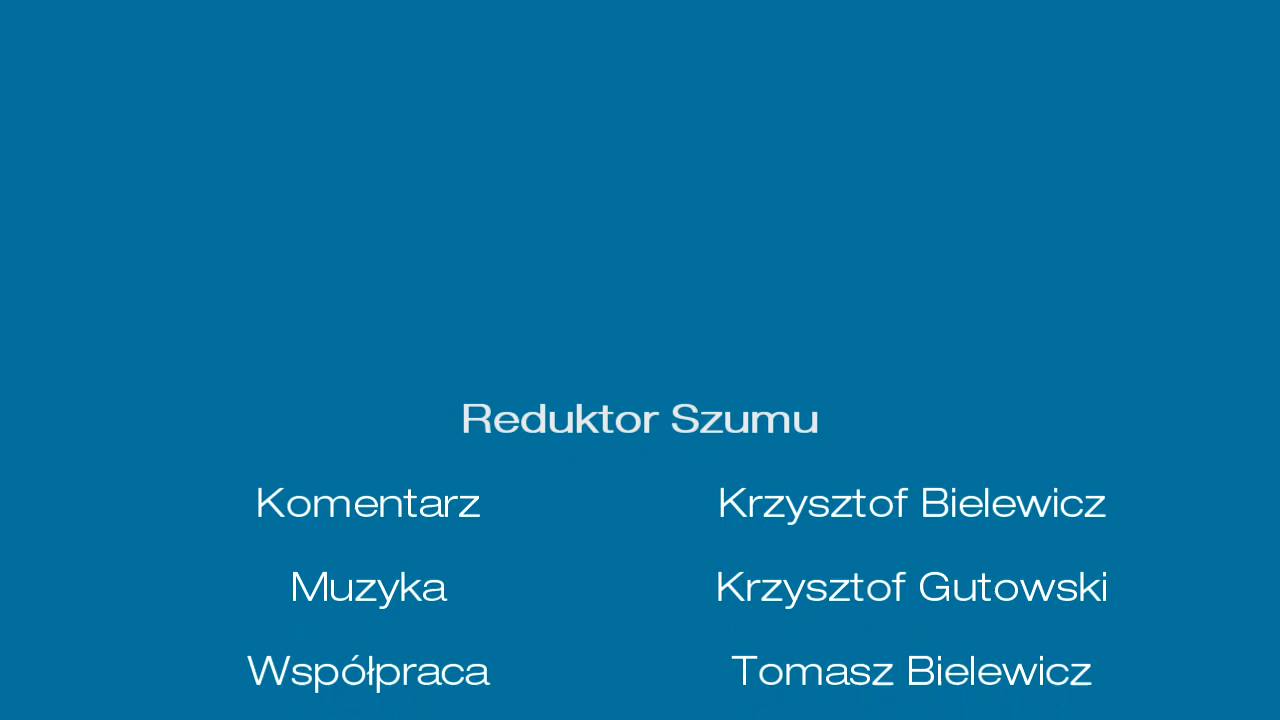 Reduktor Szumu
Komentarz Krzysztof Bielewicz
Muzyka Krzysztof Gutowski
Współpraca Tomasz Bielewicz